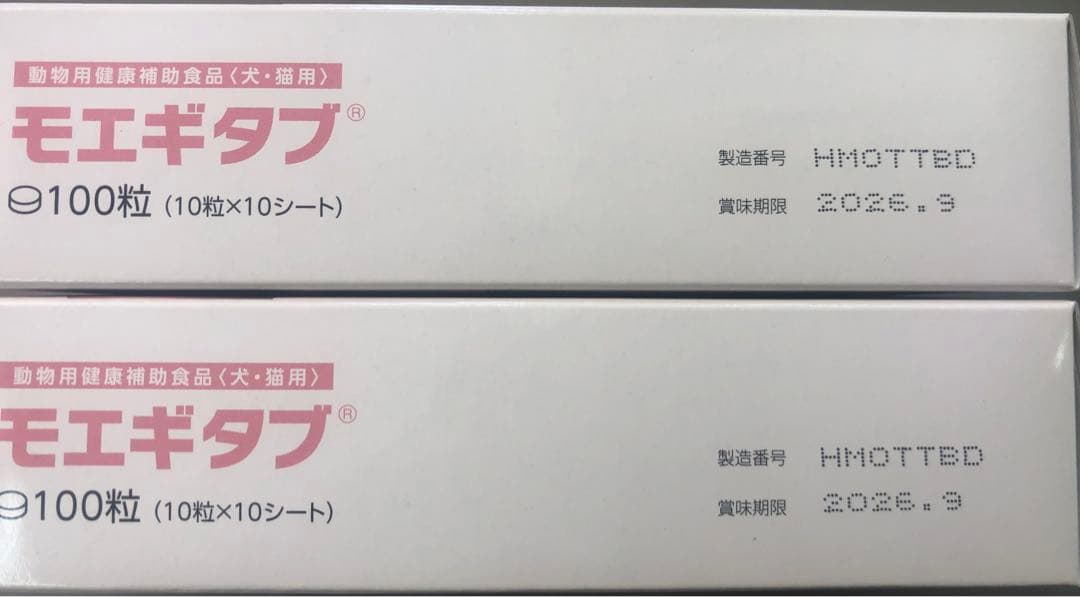 動物用健康補助食品〈犬・猫用〉
モエギタブ®
100粒（10粒×10シート）
製造番号 HMOTTBD
賞味期限 2026.9
動物用健康補助食品〈犬・猫用〉
モエギタブ®
100粒（10粒×10シート）
製造番号 HMOTTBD
賞味期限 2026.9